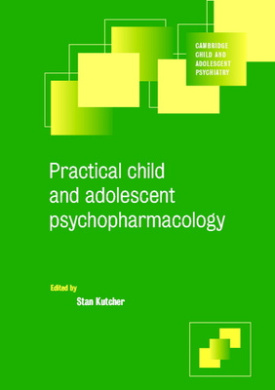 CAMBRIDGE
CHILD AND
ADOLESCENT
PSYCHIATRY
Practical child
and adolescent
psychopharmacology
Edited by
Stan Kutcher